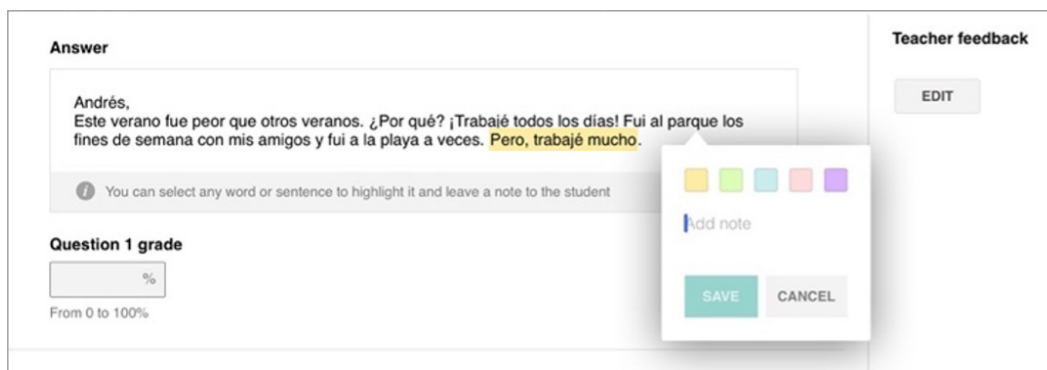 Answer
Teacher feedback
EDIT
Andrés,
Este verano fue peor que otros veranos. ¿Por qué? ¡Trabajé todos los días! Fui al parque los
fines de semana con mis amigos y fui a la playa a veces. Pero, trabajé mucho.
You can select any word or sentence to highlight it and leave a note to the student
Add note
SAVE CANCEL
Question 1 grade
%
From 0 to 100%